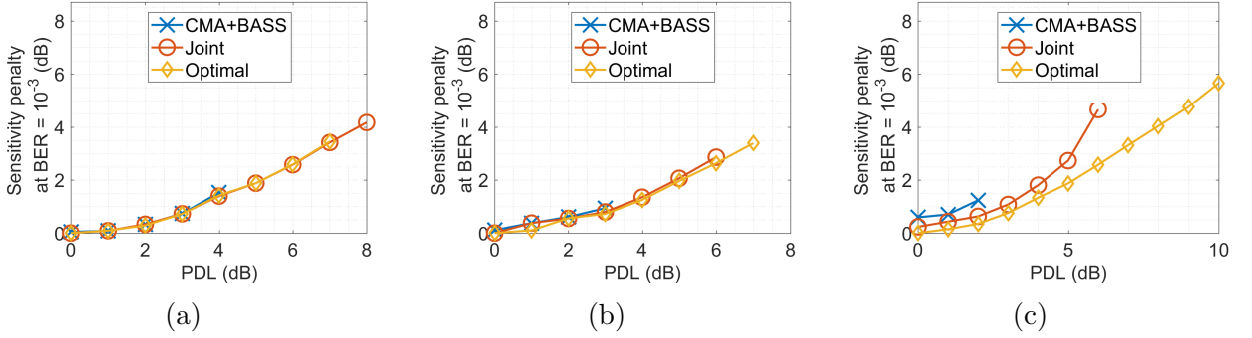 Sensitivity penalty
at BER = 10⁻³ (dB)
8
6
4
2
0
CMA+BASS
Joint
Optimal
0 2 4 6 8
PDL (dB)
(a)
Sensitivity penalty
at BER = 10⁻³ (dB)
8
6
4
2
0
CMA+BASS
Joint
Optimal
0 2 4 6 8
PDL (dB)
(b)
Sensitivity penalty
at BER = 10⁻³ (dB)
8
6
4
2
0
CMA+BASS
Joint
Optimal
0 5 10
PDL (dB)
(c)